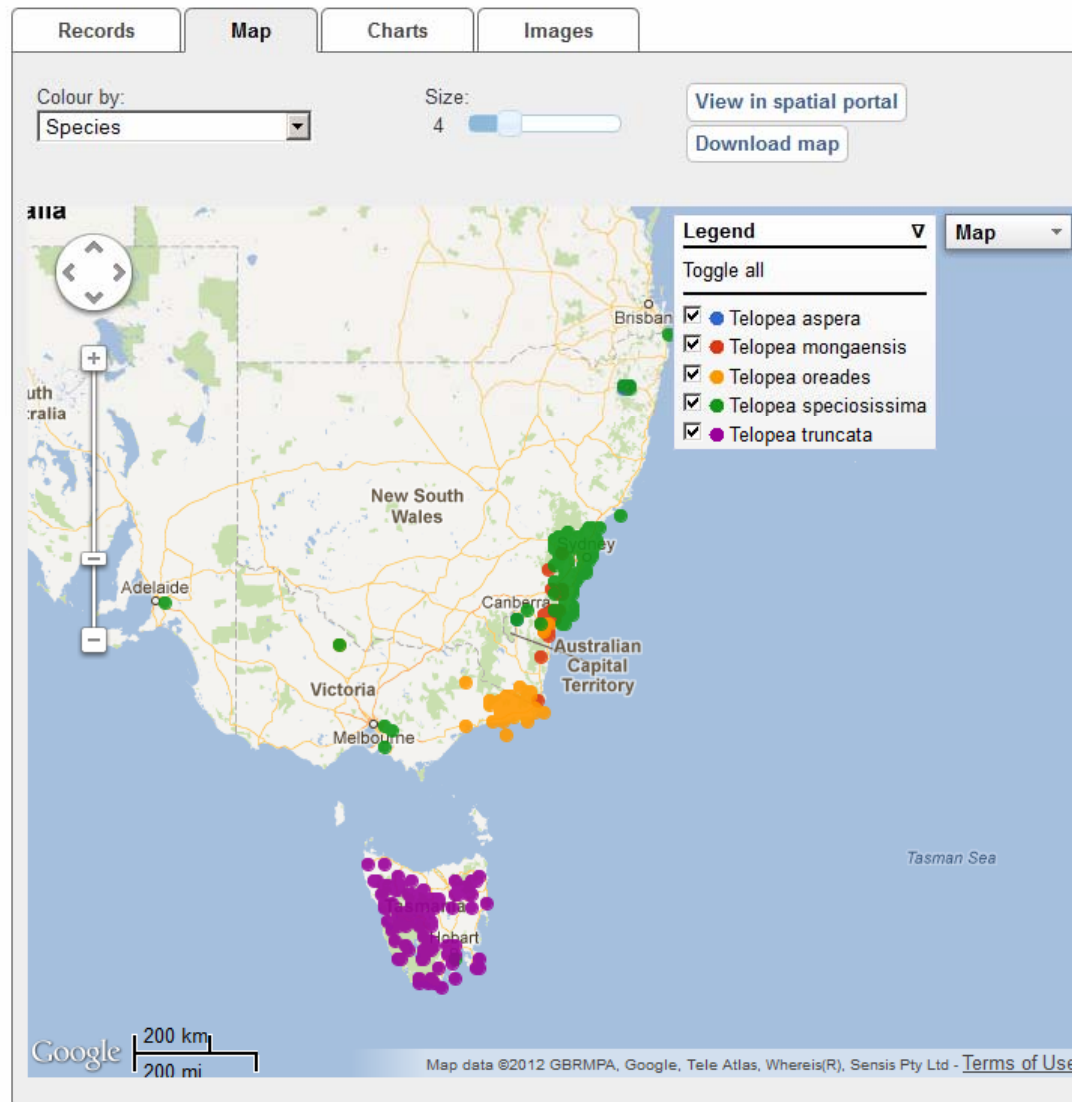 Records Map Charts Images
Colour by:
Species
Size:
4
View in spatial portal
Download map
alia
Legend
Toggle all
Telopea aspera
Telopea mongaensis
Telopea oreades
Telopea speciosissima
Telopea truncata
Map
Brisban
uth
tralia
New South
Wales
Sydney
Adelaide
Canberra
Australian
Capital
Territory
Victoria
Melbourne
Tasman Sea
Tasmania
Hobart
Google
200 km
200 mi
Map data ©2012 GBRMPA, Google, Tele Atlas, Whereis(R), Sensis Pty Ltd - Terms of Use